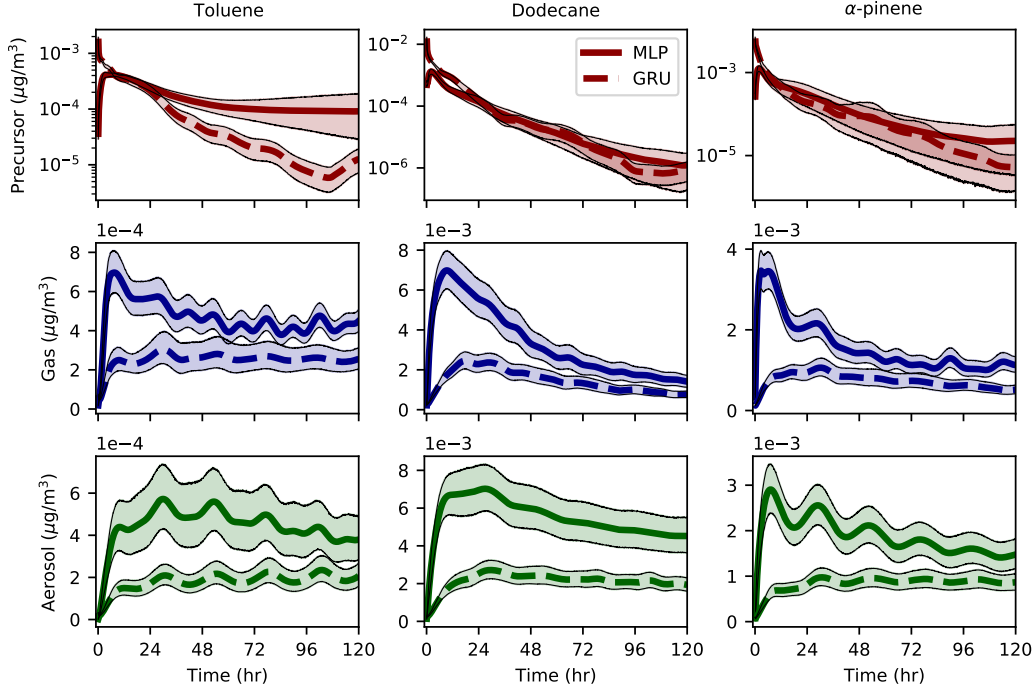 Toluene Dodecane α-pinene
Precursor (μg/m³)
10⁻³
10⁻⁴
10⁻⁵
10⁻²
10⁻⁴
10⁻⁶
MLP
GRU
10⁻³
10⁻⁵
Gas (μg/m³)
1e−4
8
6
4
2
0
1e−3
8
6
4
2
0
1e−3
4
2
0
Aerosol (μg/m³)
1e−4
6
4
2
0
1e−3
8
6
4
2
0
1e−3
3
2
1
0
0 24 48 72 96 120
0 24 48 72 96 120
0 24 48 72 96 120
Time (hr) Time (hr) Time (hr)